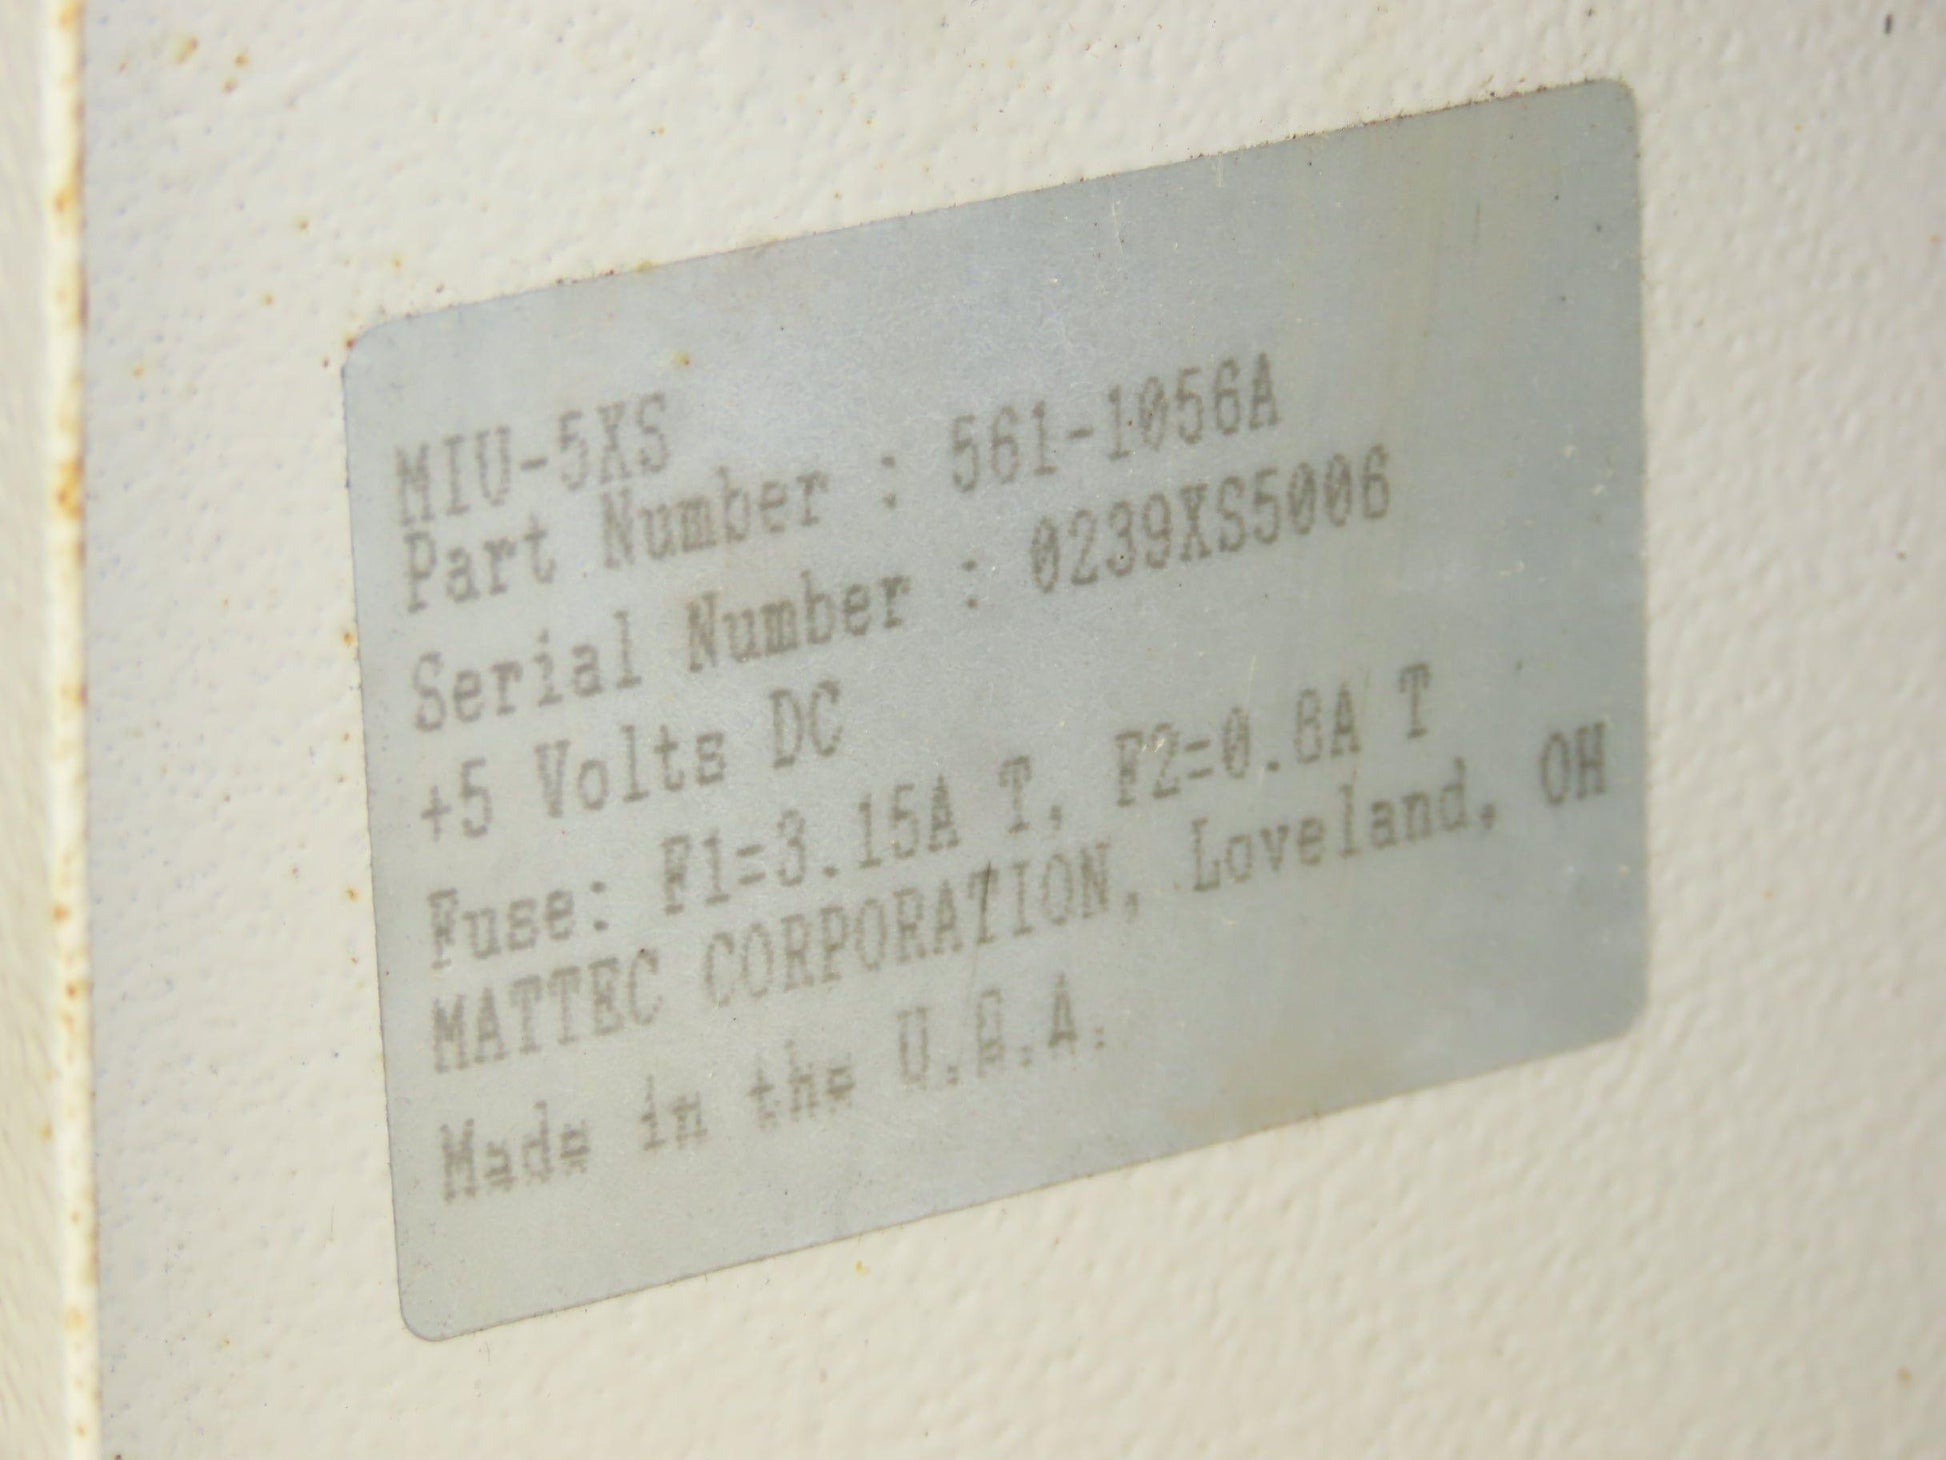 MIU-5XS
Part Number : 561-1056A
Serial Number : 0239XS5006
+5 Volts DC
Fuse: F1=3.15A T, F2=0.8A T
MATTEC CORPORATION, Loveland, OH
Made in the U.S.A.